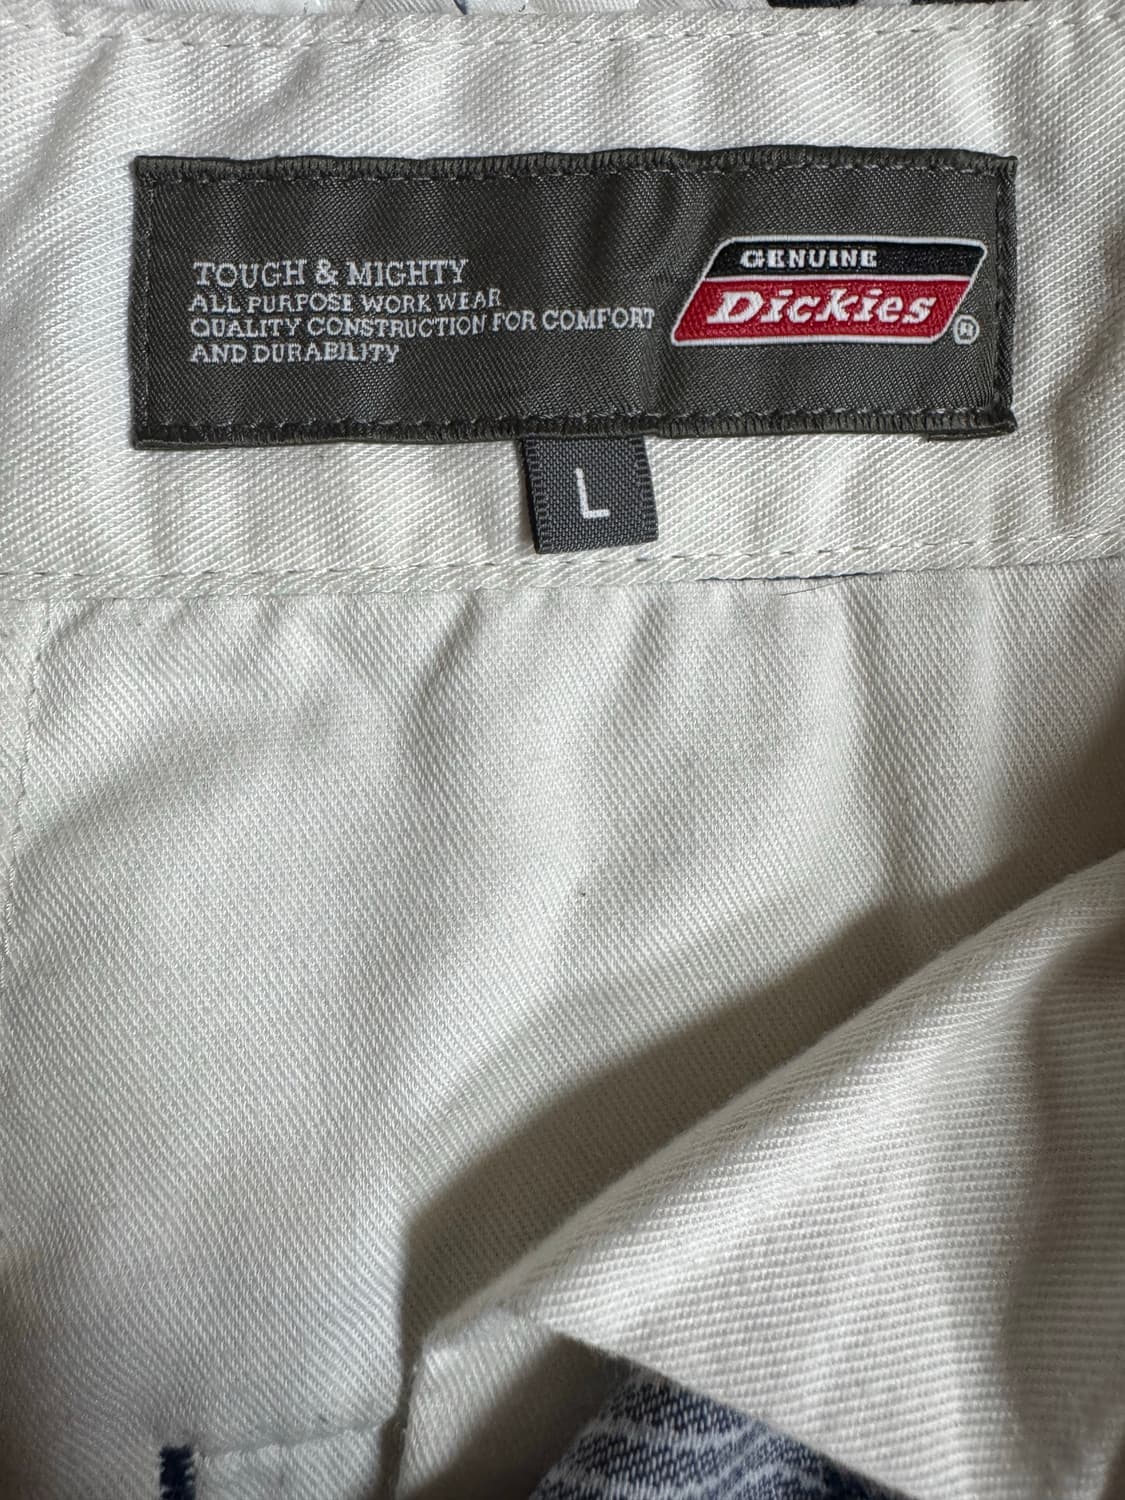 TOUGH & MIGHTY
ALL PURPOSE WORK WEAR
QUALITY CONSTRUCTION FOR COMFORT
AND DURABILITY
GENUINE
Dickies®
L